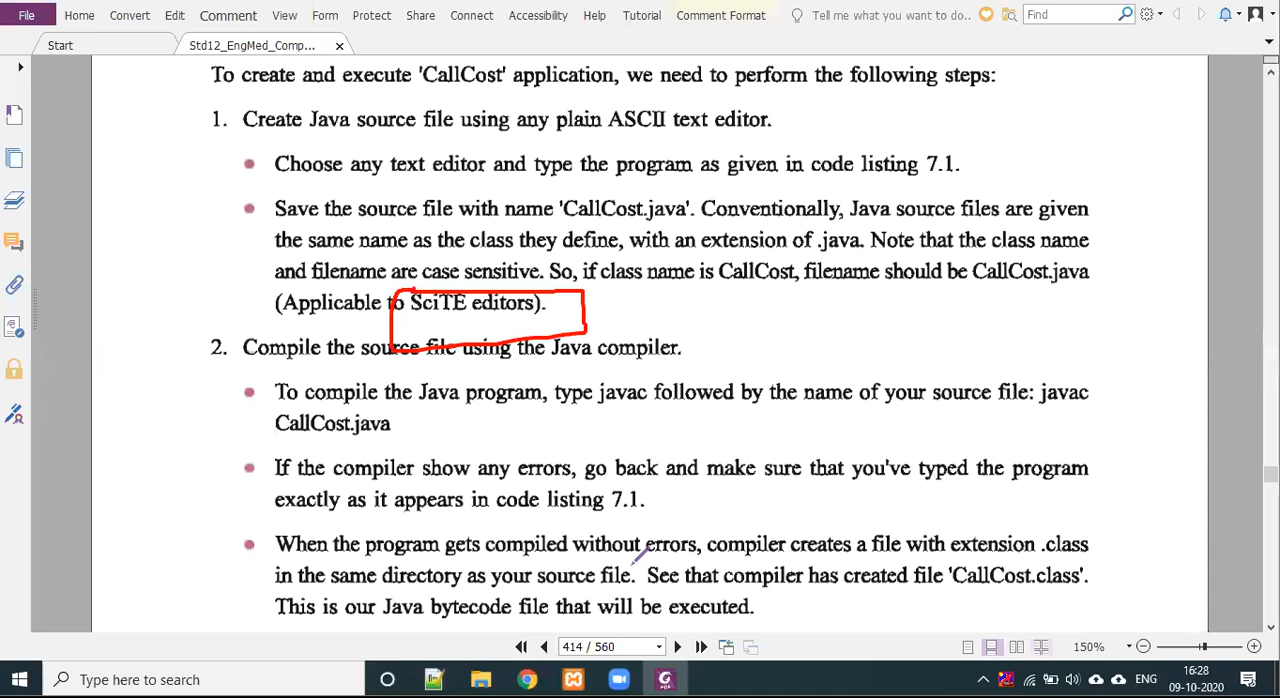 File Home Convert Edit Comment View Form Protect Share Connect Accessibility Help Tutorial Comment Format Tell me what you want to do.. Find
Start Std12_EngMed_Comp...
To create and execute 'CallCost' application, we need to perform the following steps:
1. Create Java source file using any plain ASCII text editor.
Choose any text editor and type the program as given in code listing 7.1.
Save the source file with name 'CallCost.java'. Conventionally, Java source files are given
the same name as the class they define, with an extension of .java. Note that the class name
and filename are case sensitive. So, if class name is CallCost, filename should be CallCost.java
(Applicable to SciTE editors).
2. Compile the source file using the Java compiler.
To compile the Java program, type javac followed by the name of your source file: javac
CallCost.java
If the compiler show any errors, go back and make sure that you've typed the program
exactly as it appears in code listing 7.1.
When the program gets compiled without errors, compiler creates a file with extension .class
in the same directory as your source file. See that compiler has created file 'CallCost.class'.
This is our Java bytecode file that will be executed.
414 / 560 150%
Type here to search ENG 16:28
09-10-2020